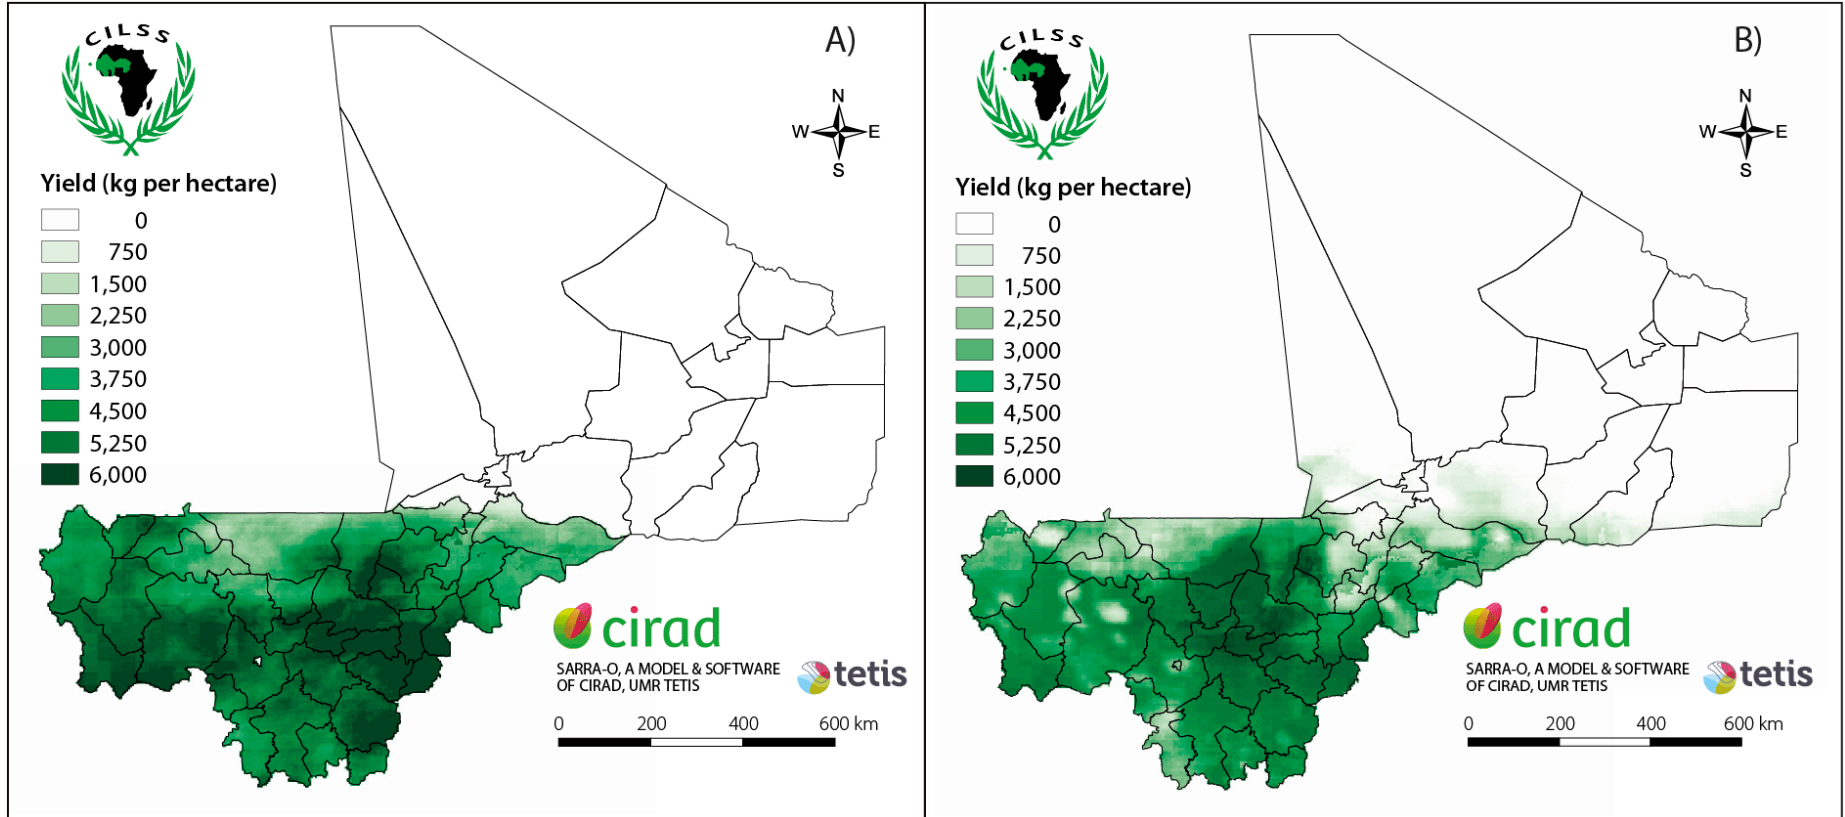 CILSS
A)
N
W E
S
Yield (kg per hectare)
0
750
1,500
2,250
3,000
3,750
4,500
5,250
6,000
cirad
SARRA-O, A MODEL & SOFTWARE
OF CIRAD, UMR TETIS
tetis
0 200 400 600 km
CILSS
B)
N
W E
S
Yield (kg per hectare)
0
750
1,500
2,250
3,000
3,750
4,500
5,250
6,000
cirad
SARRA-O, A MODEL & SOFTWARE
OF CIRAD, UMR TETIS
tetis
0 200 400 600 km